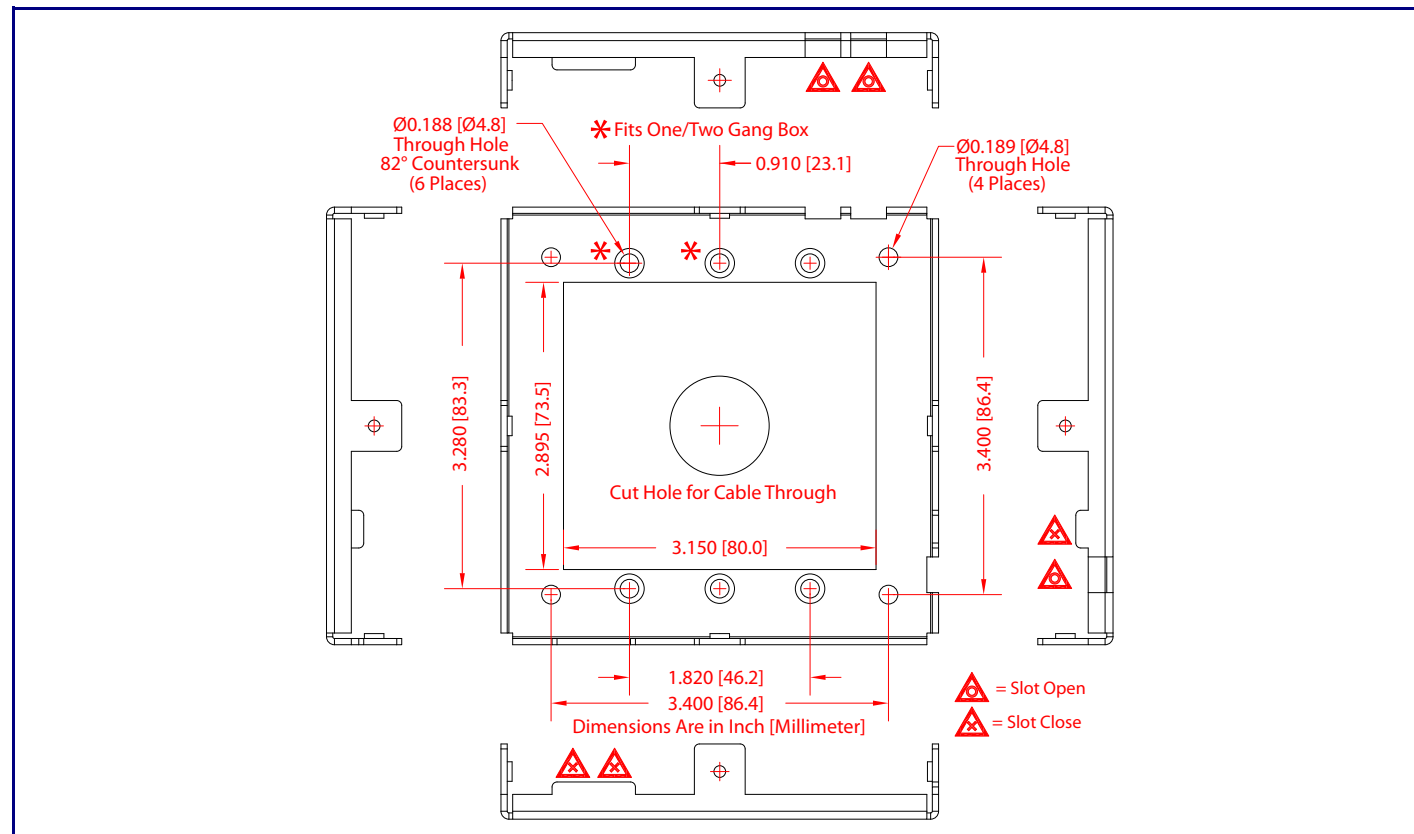 Ø0.188 [Ø4.8]
Through Hole
82° Countersunk
(6 Places)
* Fits One/Two Gang Box
0.910 [23.1]
Ø0.189 [Ø4.8]
Through Hole
(4 Places)
* *
3.280 [83.3]
2.895 [73.5]
3.400 [86.4]
Cut Hole for Cable Through
3.150 [80.0]
1.820 [46.2]
3.400 [86.4]
Dimensions Are in Inch [Millimeter]
= Slot Open
= Slot Close